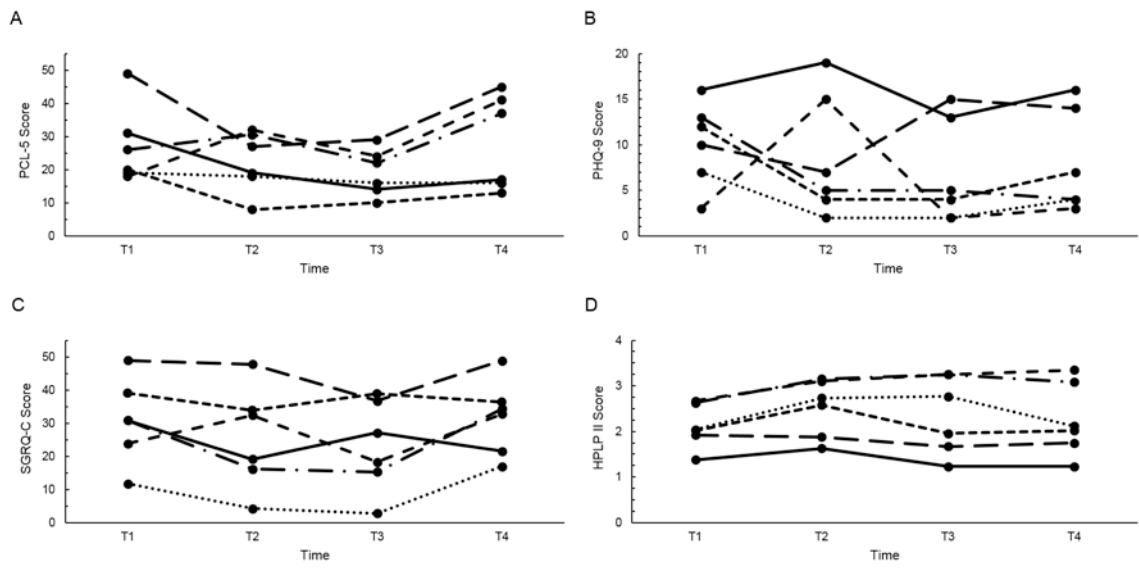 A
PCL-5 Score
50
40
30
20
10
0
T1 T2 T3 T4
Time
B
PHQ-9 Score
20
15
10
5
0
T1 T2 T3 T4
Time
C
SGRQ-C Score
50
40
30
20
10
0
T1 T2 T3 T4
Time
D
HPLP II Score
4
3
2
1
0
T1 T2 T3 T4
Time